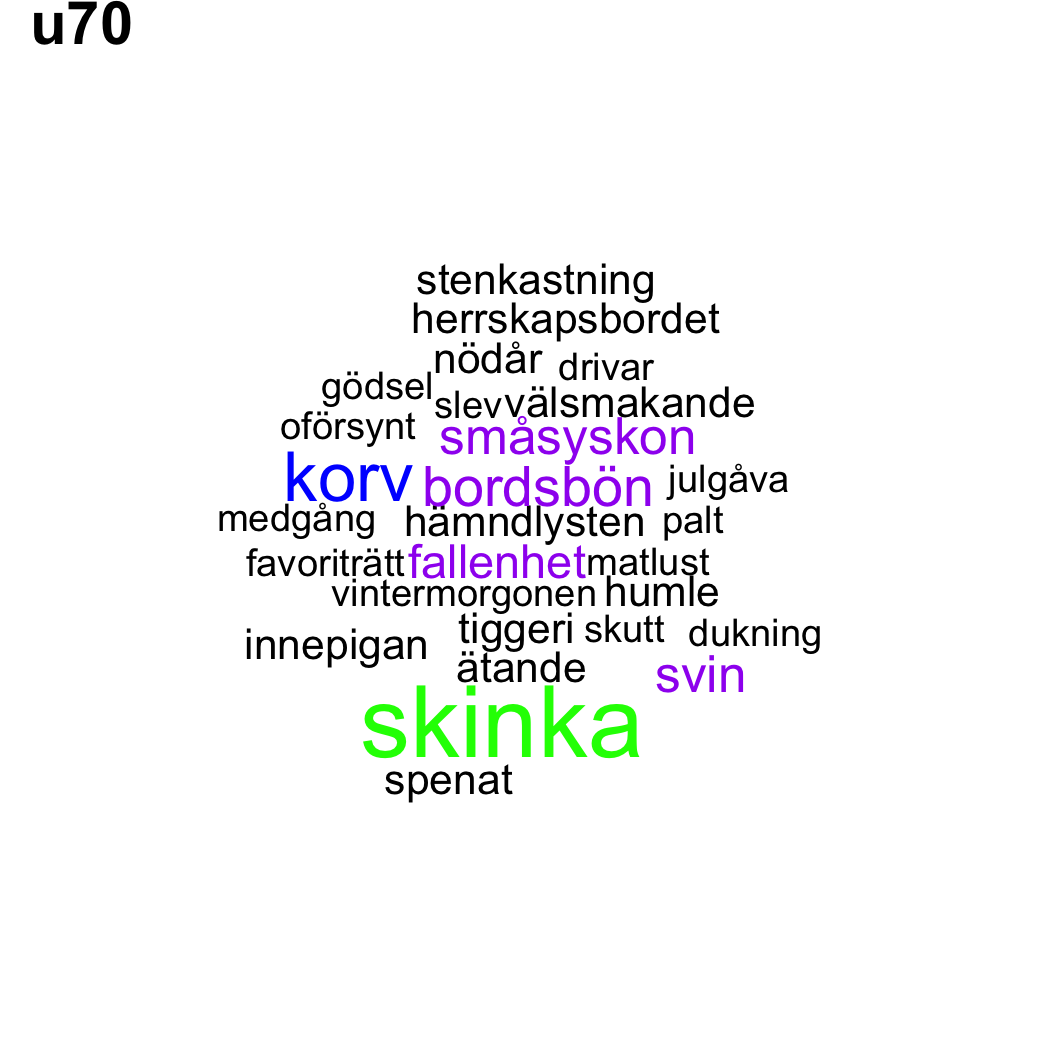 u70
stenkastning
herrskapsbordet
nödår drivar
gödsel
slev välsmakande
oförsynt småsyskon
korv bordsbön julgåva
medgång hämndlysten palt
favoriträtt fallenhet matlust
vintermorgonen humle
innepigan tiggeri skutt dukning
ätande svin
skinka
spenat